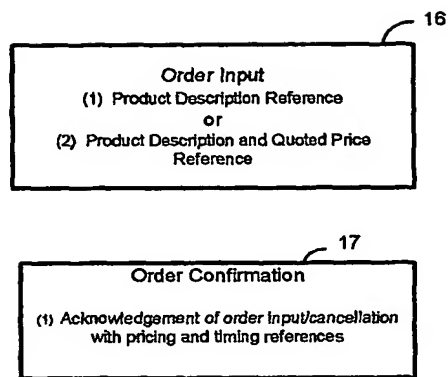 16
Order Input
(1) Product Description Reference
or
(2) Product Description and Quoted Price
Reference
17
Order Confirmation
(1) Acknowledgement of order input/cancellation
with pricing and timing references